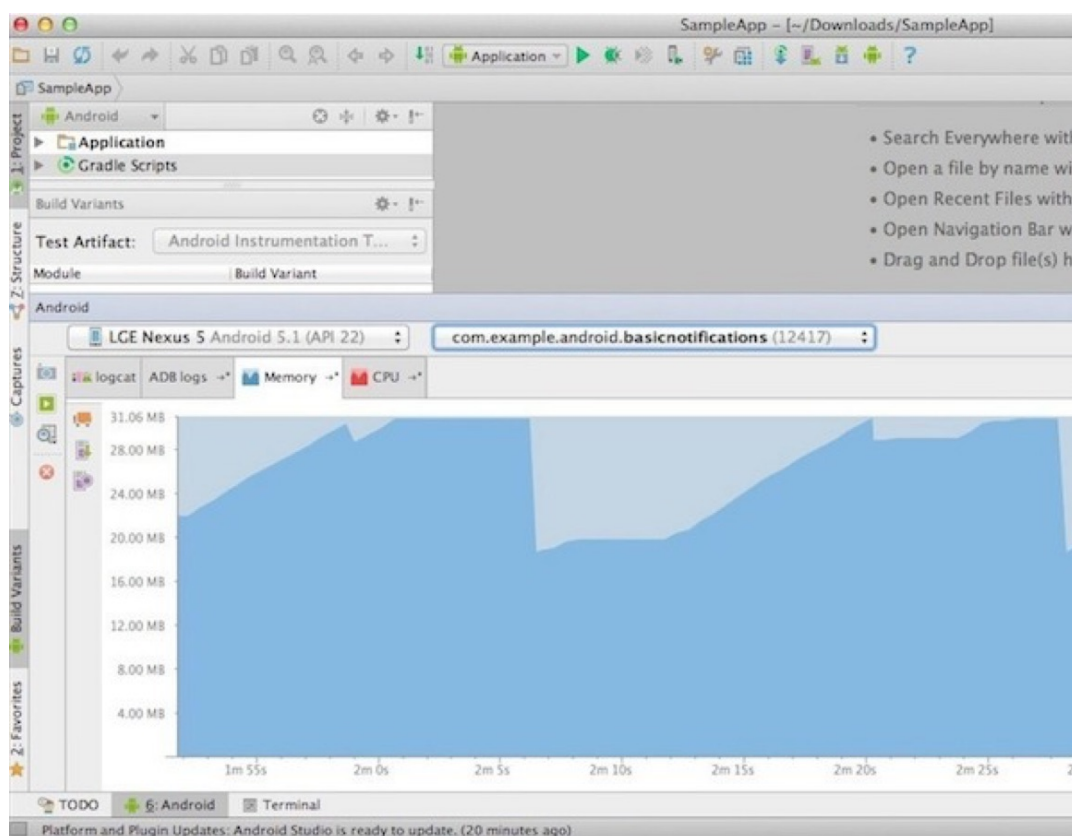 SampleApp – [~/Downloads/SampleApp]
Application
SampleApp
1: Project
Android
Application
Gradle Scripts
Build Variants
Test Artifact: Android Instrumentation T...
Module Build Variant
• Search Everywhere with
• Open a file by name wi
• Open Recent Files with
• Open Navigation Bar w
• Drag and Drop file(s) h
Z: Structure
Captures
Build Variants
2: Favorites
Android
LGE Nexus 5 Android 5.1 (API 22)
com.example.android.basicnotifications (12417)
logcat ADB logs Memory CPU
31.06 MB
28.00 MB
24.00 MB
20.00 MB
16.00 MB
12.00 MB
8.00 MB
4.00 MB
1m 55s 2m 0s 2m 5s 2m 10s 2m 15s 2m 20s 2m 25s 2
TODO 6: Android Terminal
Platform and Plugin Updates: Android Studio is ready to update. (20 minutes ago)